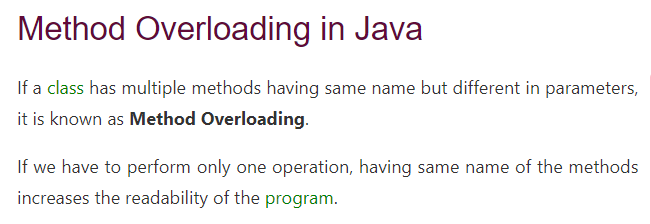 Method Overloading in Java
If a class has multiple methods having same name but different in parameters,
it is known as Method Overloading.
If we have to perform only one operation, having same name of the methods
increases the readability of the program.